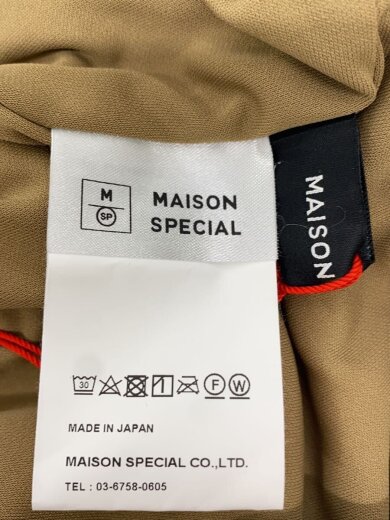 M
SP
MAISON
SPECIAL
MAISON
30
F
W
MADE IN JAPAN
MAISON SPECIAL CO.,LTD.
TEL : 03-6758-0605